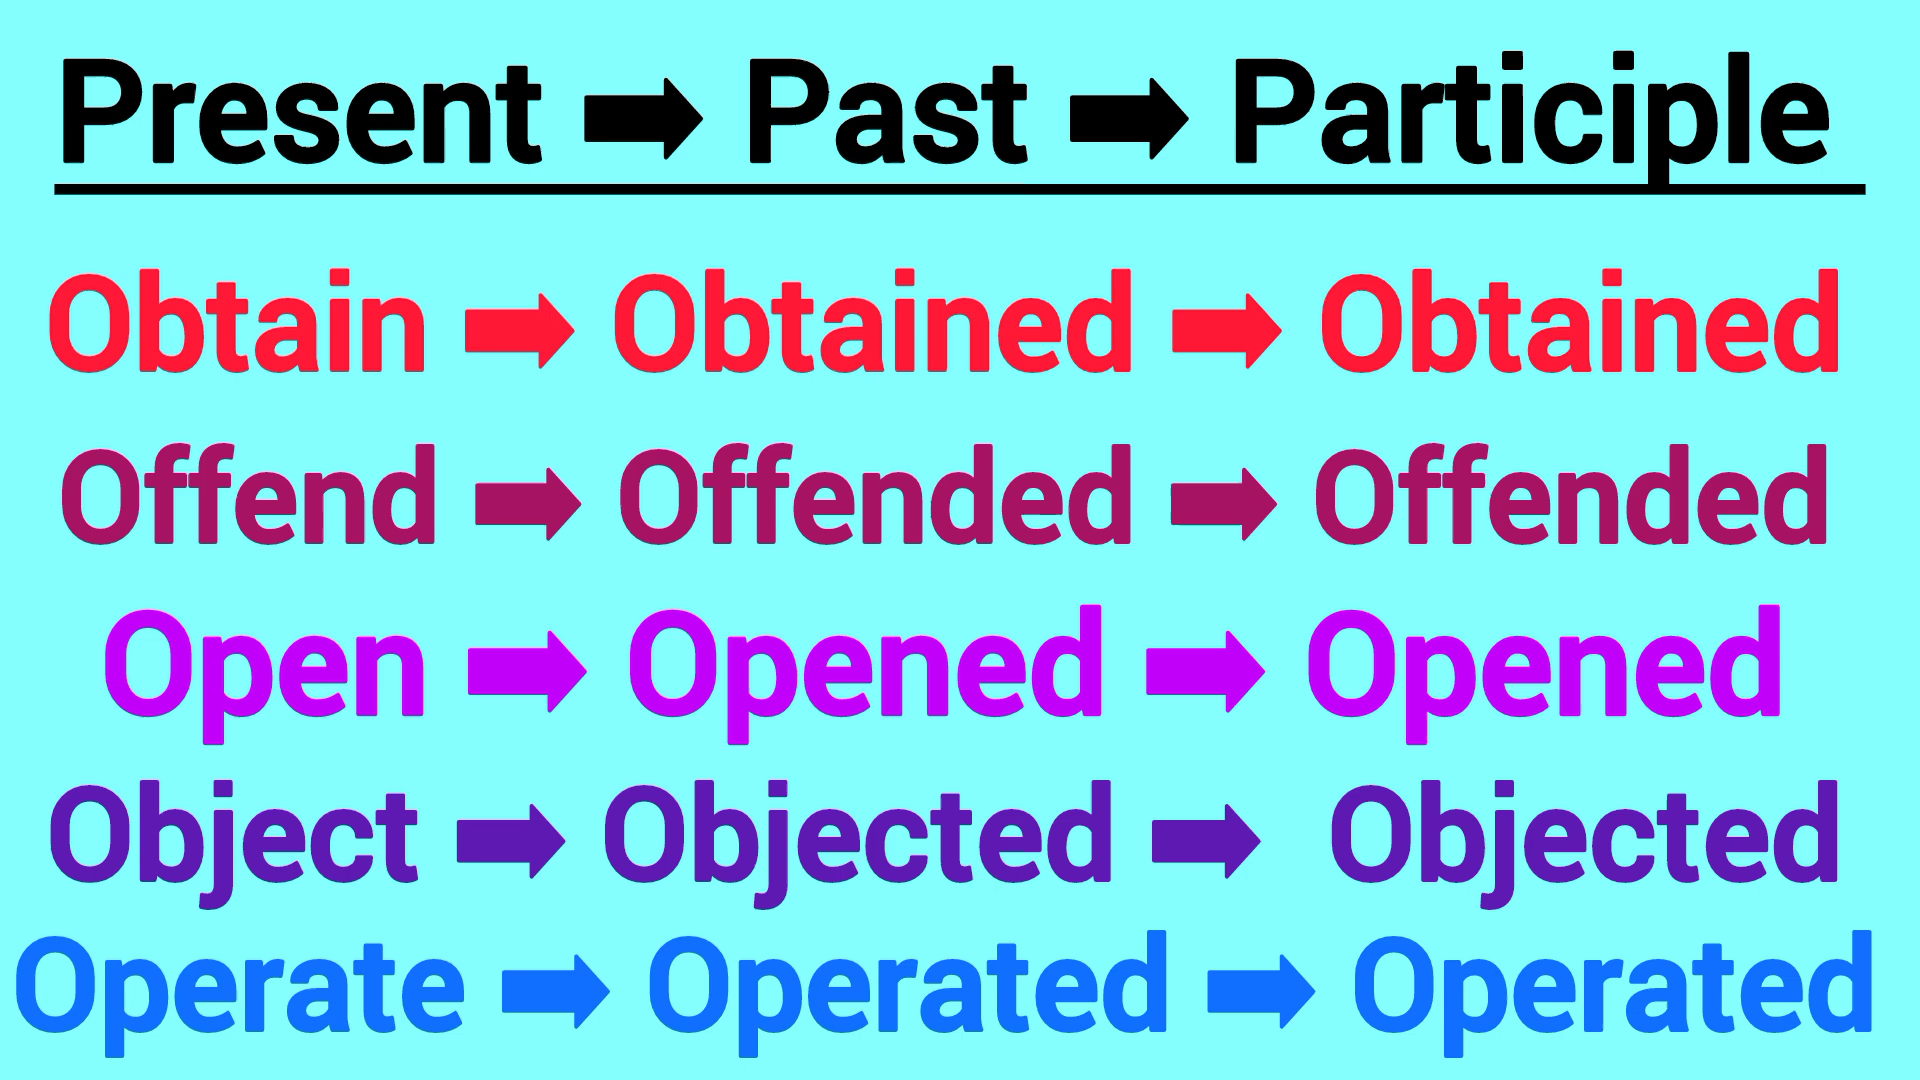 Present ➡ Past ➡ Participle
Obtain ➡ Obtained ➡ Obtained
Offend ➡ Offended ➡ Offended
Open ➡ Opened ➡ Opened
Object ➡ Objected ➡ Objected
Operate ➡ Operated ➡ Operated